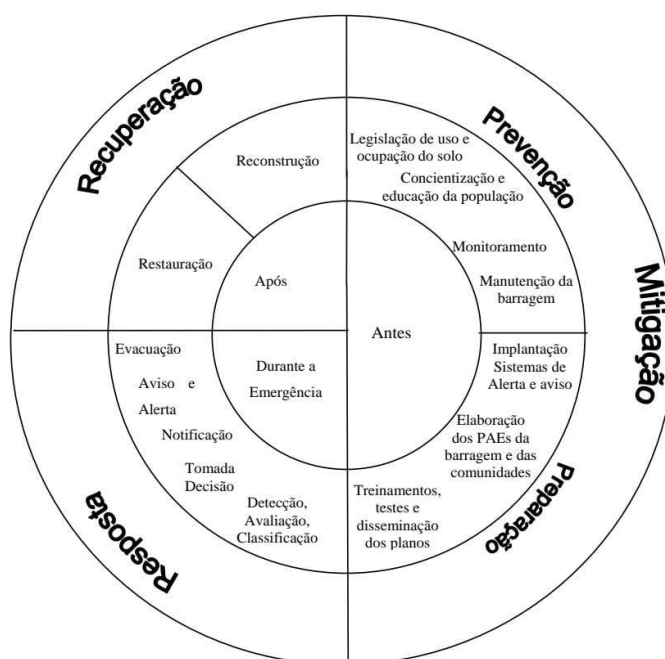 Recuperação
Prevenção
Mitigação
Preparação
Resposta
Reconstrução
Restauração
Após
Antes
Durante a
Emergência
Legislação de uso e
ocupação do solo
Concientização e
educação da população
Monitoramento
Manutenção da
barragem
Implantação
Sistemas de
Alerta e aviso
Elaboração
dos PAEs da
barragem e das
comunidades
Treinamentos,
testes e
disseminação
dos planos
Evacuação
Aviso e
Alerta
Notificação
Tomada
Decisão
Detecção,
Avaliação,
Classificação